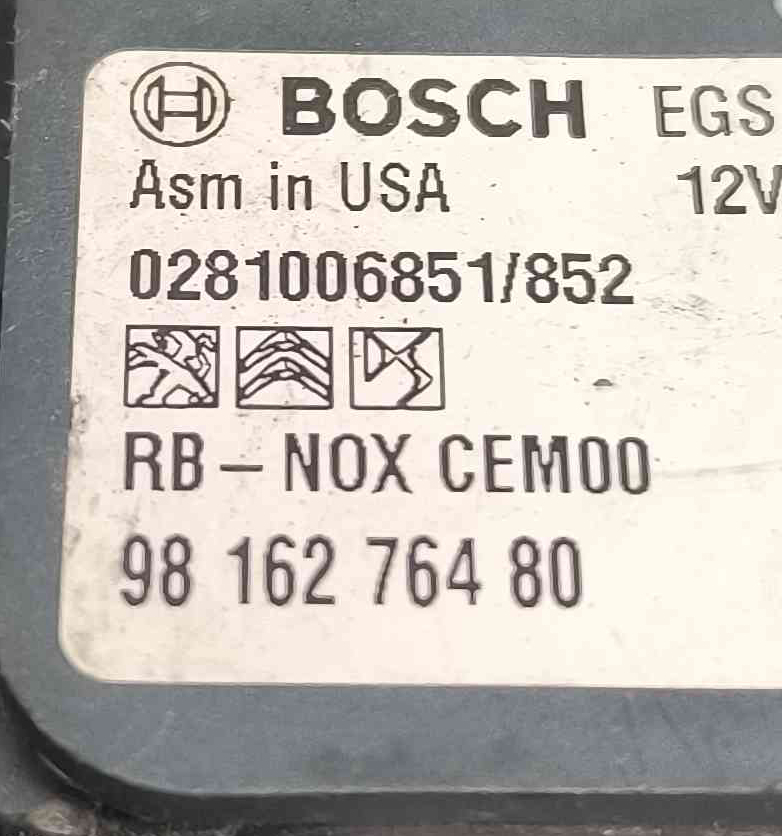 BOSCH EGS
Asm in USA 12V
0281006851/852
RB – NOX CEM00
98 162 764 80